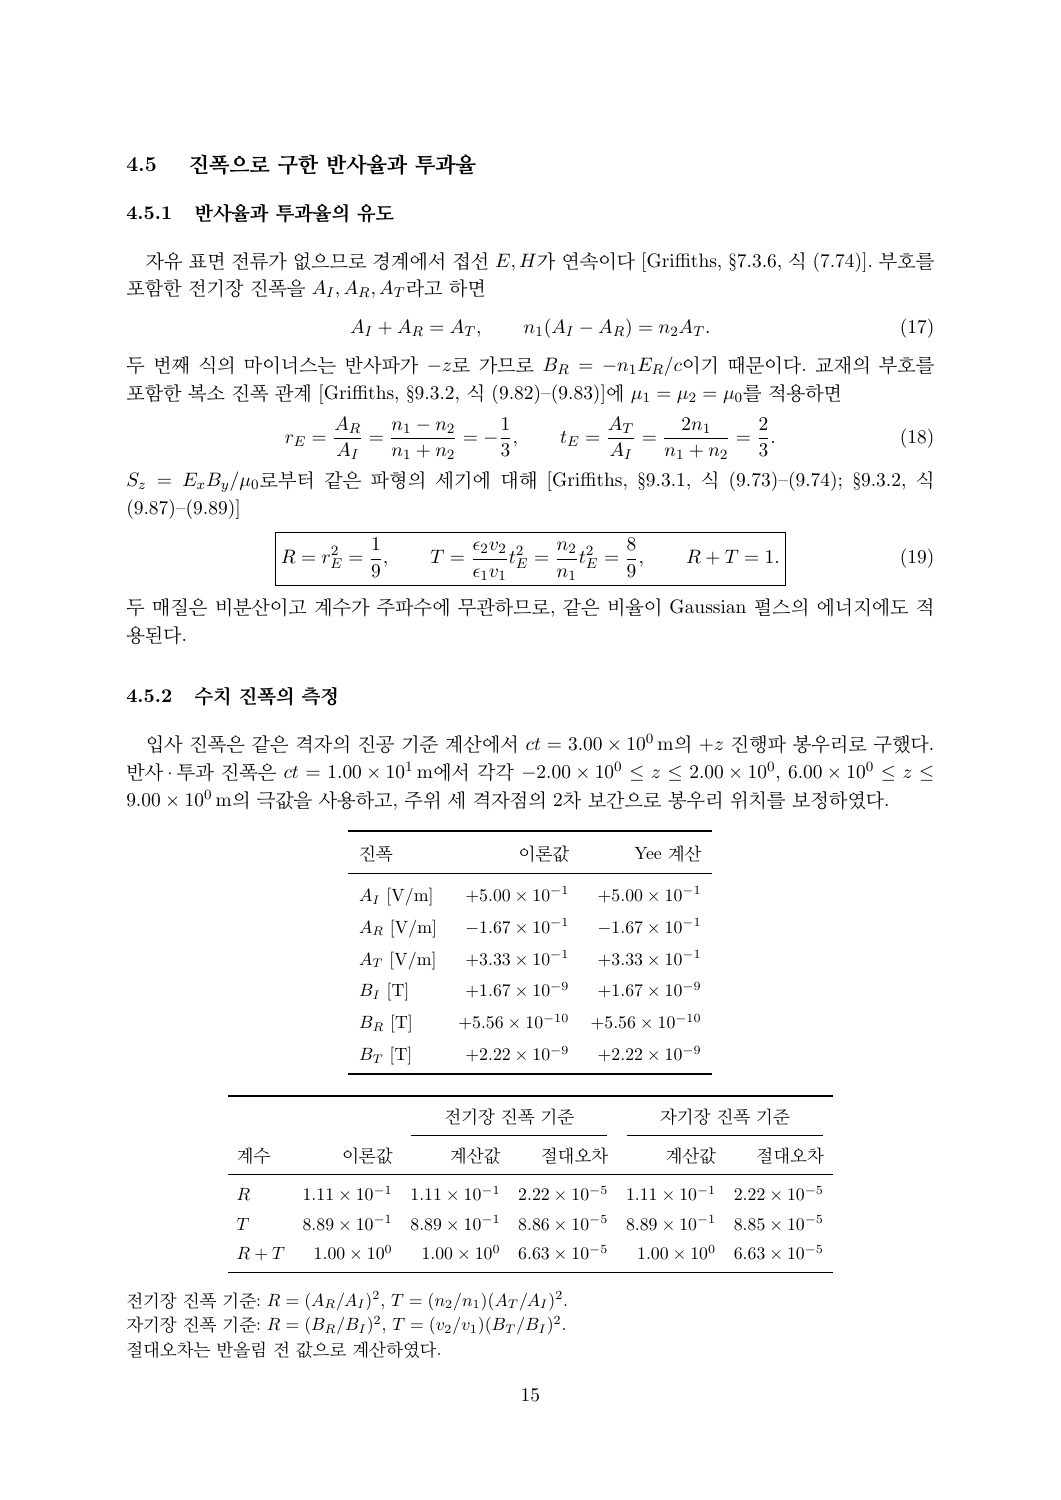 4.5 진폭으로 구한 반사율과 투과율
4.5.1 반사율과 투과율의 유도
자유 표면 전류가 없으므로 경계에서 접선 E, H가 연속이다 [Griffiths, §7.3.6, 식 (7.74)]. 부호를
포함한 전기장 진폭을 A_I, A_R, A_T라고 하면
A_I + A_R = A_T, n_1(A_I − A_R) = n_2A_T. (17)
두 번째 식의 마이너스는 반사파가 −z로 가므로 B_R = −n_1E_R/c이기 때문이다. 교재의 부호를
포함한 복소 진폭 관계 [Griffiths, §9.3.2, 식 (9.82)–(9.83)]에 μ_1 = μ_2 = μ_0를 적용하면
r_E = A_R/A_I = (n_1 − n_2)/(n_1 + n_2) = −1/3, t_E = A_T/A_I = 2n_1/(n_1 + n_2) = 2/3. (18)
S_z = E_xB_y/μ_0로부터 같은 파형의 세기에 대해 [Griffiths, §9.3.1, 식 (9.73)–(9.74); §9.3.2, 식
(9.87)–(9.89)]
R = r_E^2 = 1/9, T = (ϵ_2v_2)/(ϵ_1v_1) t_E^2 = (n_2/n_1) t_E^2 = 8/9, R + T = 1. (19)
두 매질은 비분산이고 계수가 주파수에 무관하므로, 같은 비율이 Gaussian 펄스의 에너지에도 적
용된다.
4.5.2 수치 진폭의 측정
입사 진폭은 같은 격자의 진공 기준 계산에서 ct = 3.00 × 10^0 m의 +z 진행파 봉우리로 구했다.
반사 · 투과 진폭은 ct = 1.00 × 10^1 m에서 각각 −2.00 × 10^0 ≤ z ≤ 2.00 × 10^0, 6.00 × 10^0 ≤ z ≤
9.00 × 10^0 m의 극값을 사용하고, 주위 세 격자점의 2차 보간으로 봉우리 위치를 보정하였다.
진폭 이론값 Yee 계산
A_I [V/m] +5.00 × 10^−1 +5.00 × 10^−1
A_R [V/m] −1.67 × 10^−1 −1.67 × 10^−1
A_T [V/m] +3.33 × 10^−1 +3.33 × 10^−1
B_I [T] +1.67 × 10^−9 +1.67 × 10^−9
B_R [T] +5.56 × 10^−10 +5.56 × 10^−10
B_T [T] +2.22 × 10^−9 +2.22 × 10^−9
전기장 진폭 기준 자기장 진폭 기준
계수 이론값 계산값 절대오차 계산값 절대오차
R 1.11 × 10^−1 1.11 × 10^−1 2.22 × 10^−5 1.11 × 10^−1 2.22 × 10^−5
T 8.89 × 10^−1 8.89 × 10^−1 8.86 × 10^−5 8.89 × 10^−1 8.85 × 10^−5
R + T 1.00 × 10^0 1.00 × 10^0 6.63 × 10^−5 1.00 × 10^0 6.63 × 10^−5
전기장 진폭 기준: R = (A_R/A_I)^2, T = (n_2/n_1)(A_T/A_I)^2.
자기장 진폭 기준: R = (B_R/B_I)^2, T = (v_2/v_1)(B_T/B_I)^2.
절대오차는 반올림 전 값으로 계산하였다.
15